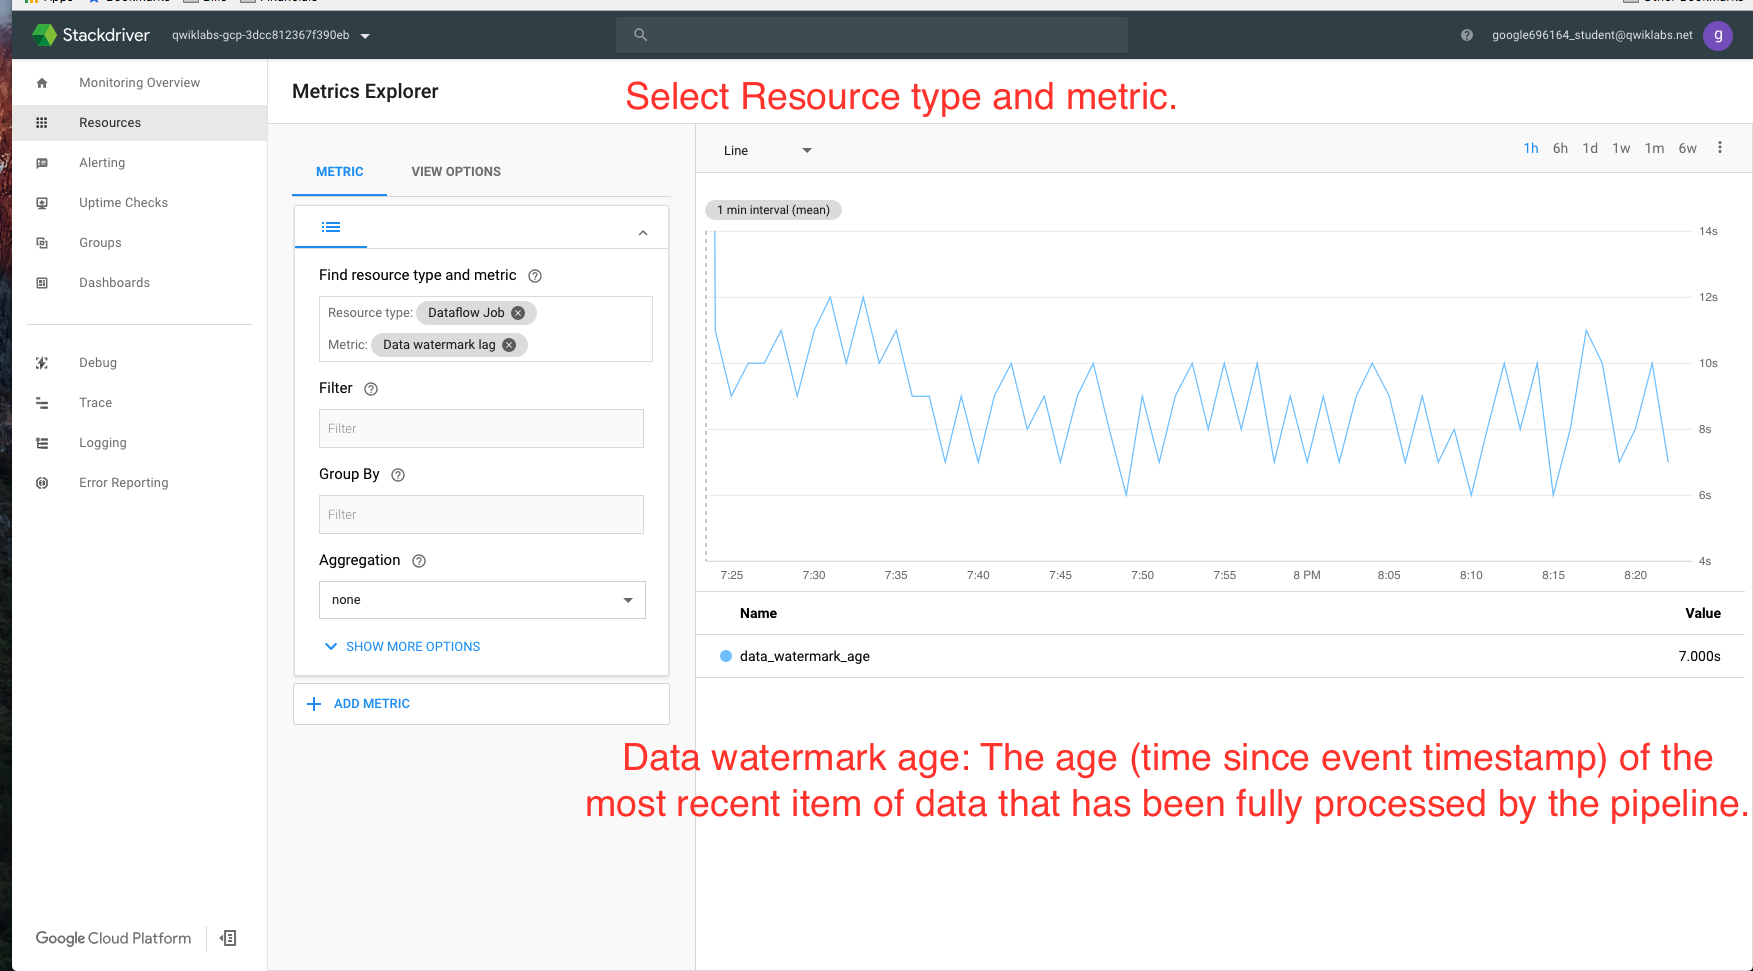 Stackdriver
qwiklabs-gcp-3dcc812367f390eb
google696164_student@qwiklabs.net
g
Monitoring Overview
Resources
Alerting
Uptime Checks
Groups
Dashboards
Debug
Trace
Logging
Error Reporting
Google Cloud Platform
Metrics Explorer
Select Resource type and metric.
METRIC
VIEW OPTIONS
Find resource type and metric ?
Resource type: Dataflow Job
Metric: Data watermark lag
Filter ?
Filter
Group By ?
Filter
Aggregation ?
none
SHOW MORE OPTIONS
ADD METRIC
Line
1h 6h 1d 1w 1m 6w
1 min interval (mean)
14s
12s
10s
8s
6s
4s
7:25 7:30 7:35 7:40 7:45 7:50 7:55 8 PM 8:05 8:10 8:15 8:20
Name Value
data_watermark_age 7.000s
Data watermark age: The age (time since event timestamp) of the
most recent item of data that has been fully processed by the pipeline.